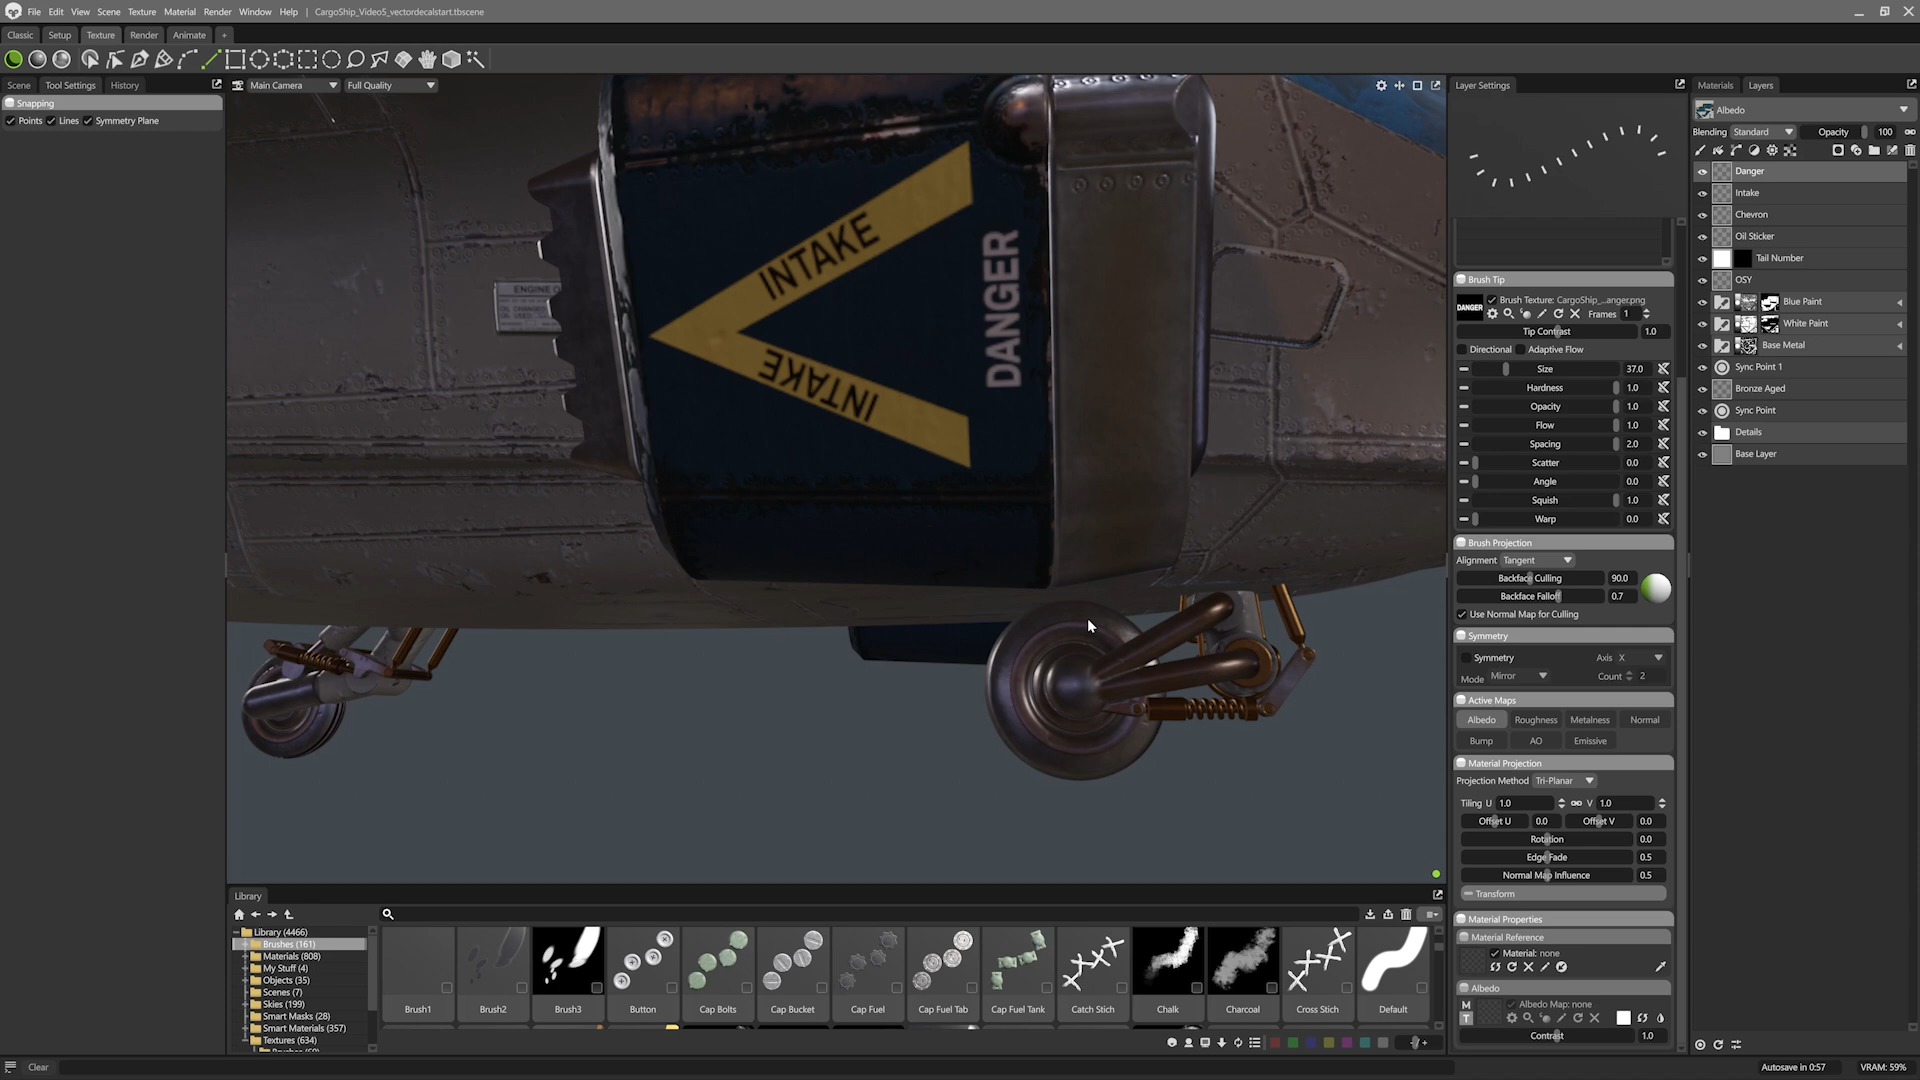 File Edit View Scene Texture Material Render Window Help | CargoShip_Video5_vectordecalstart.tbscene
Classic Setup Texture Render Animate +
Scene Tool Settings History
Snapping
Points Lines Symmetry Plane
Main Camera Full Quality
INTAKE
INTAKE
DANGER
ENGINE O
OIL CHANGED
OIL USED
Layer Settings
Brush Tip
DANGER
Brush Texture: CargoShip_...anger.png
Frames 1
Tip Contrast 1.0
Directional Adaptive Flow
Size 37.0
Hardness 1.0
Opacity 1.0
Flow 1.0
Spacing 2.0
Scatter 0.0
Angle 0.0
Squish 1.0
Warp 0.0
Brush Projection
Alignment Tangent
Backface Culling 90.0
Backface Falloff 0.7
Use Normal Map for Culling
Symmetry
Symmetry Axis X
Mode Mirror Count 2
Active Maps
Albedo Roughness Metalness Normal
Bump AO Emissive
Material Projection
Projection Method Tri-Planar
Tiling U 1.0 V 1.0
Offset U 0.0 Offset V 0.0
Rotation 0.0
Edge Fade 0.5
Normal Map Influence 0.5
Transform
Material Properties
Material Reference
Material: none
Albedo
M
T
Albedo Map: none
Contrast 1.0
Materials Layers
Albedo
Blending Standard Opacity 100
Danger
Intake
Chevron
Oil Sticker
Tail Number
OSY
Blue Paint
White Paint
Base Metal
Sync Point 1
Bronze Aged
Sync Point
Details
Base Layer
Library
Library (4466)
Brushes (161)
Materials (808)
My Stuff (4)
Objects (35)
Scenes (7)
Skies (199)
Smart Masks (28)
Smart Materials (357)
Textures (634)
Brush1 Brush2 Brush3 Button Cap Bolts Cap Bucket Cap Fuel Cap Fuel Tab Cap Fuel Tank Catch Stich Chalk Charcoal Cross Stich Default
Clear
Autosave in 0:57 VRAM: 59%